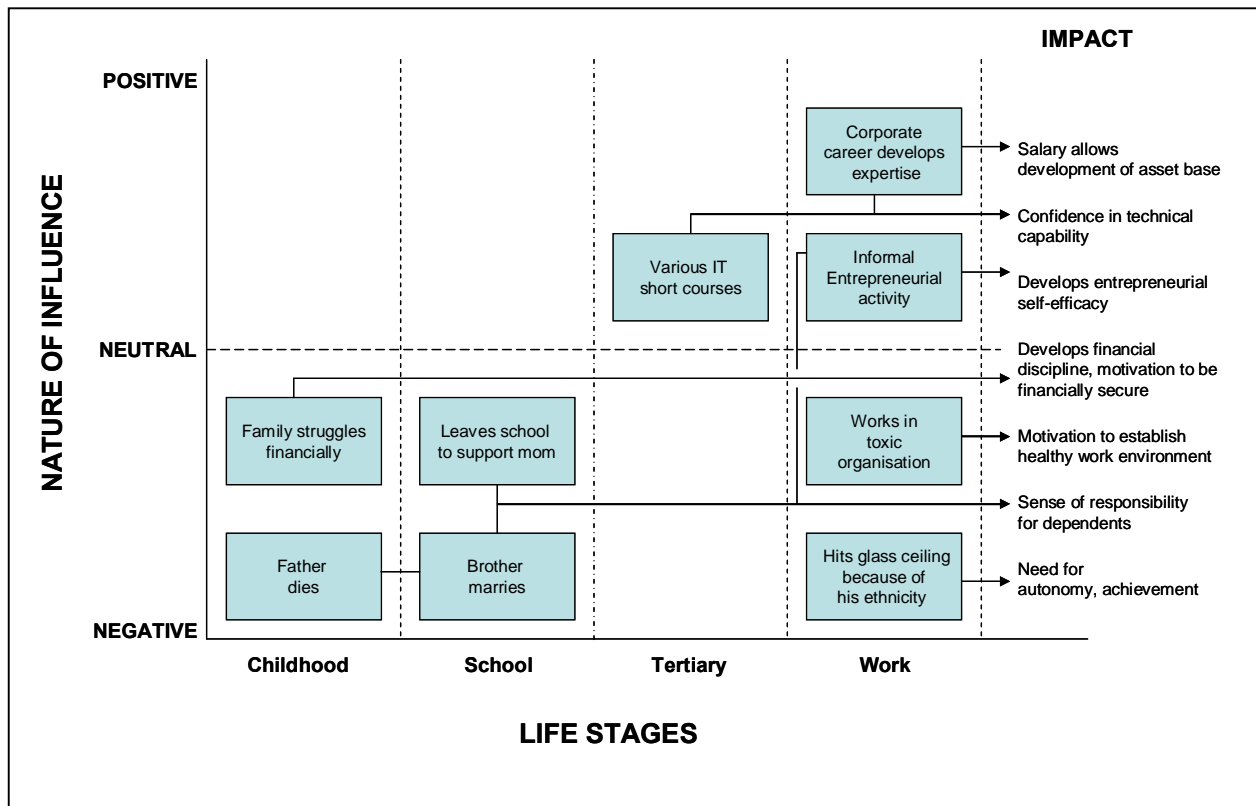 IMPACT
POSITIVE
Corporate
career develops
expertise
Salary allows
development of asset base
Confidence in technical
capability
Various IT
short courses
Informal
Entrepreneurial
activity
Develops entrepreneurial
self-efficacy
NATURE OF INFLUENCE
NEUTRAL
Develops financial
discipline, motivation to be
financially secure
Family struggles
financially
Leaves school
to support mom
Works in
toxic
organisation
Motivation to establish
healthy work environment
Sense of responsibility
for dependents
Father
dies
Brother
marries
Hits glass ceiling
because of
his ethnicity
Need for
autonomy, achievement
NEGATIVE
Childhood
School
Tertiary
Work
LIFE STAGES